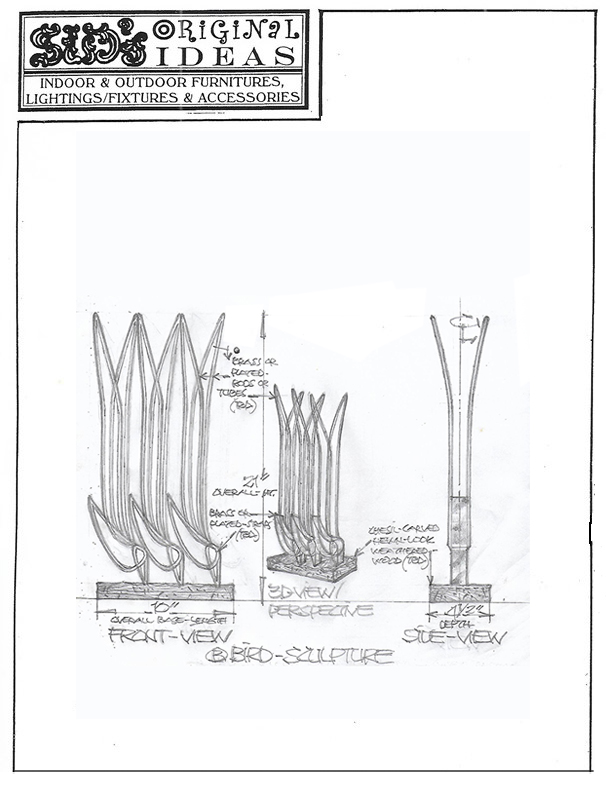 SID's ORiGiNaL
IDEAS
INDOOR & OUTDOOR FURNITURES,
LIGHTINGS/FIXTURES & ACCESSORIES
BRASS OR
PLATED-
RODS OR
TUBES
(TBD)
21"
OVERALL-HT.
BRASS OR
PLATED-STRIPS
(TBD)
CHISEL-CARVED
HEWN-LOOK
WEATHERED-
WOOD (TBD)
10"
OVERALL BASE-LENGTH
FRONT-VIEW
3D-VIEW/
PERSPECTIVE
4 1/2"
DEPTH
SIDE-VIEW
Ⓑ BIRD-SCULPTURE